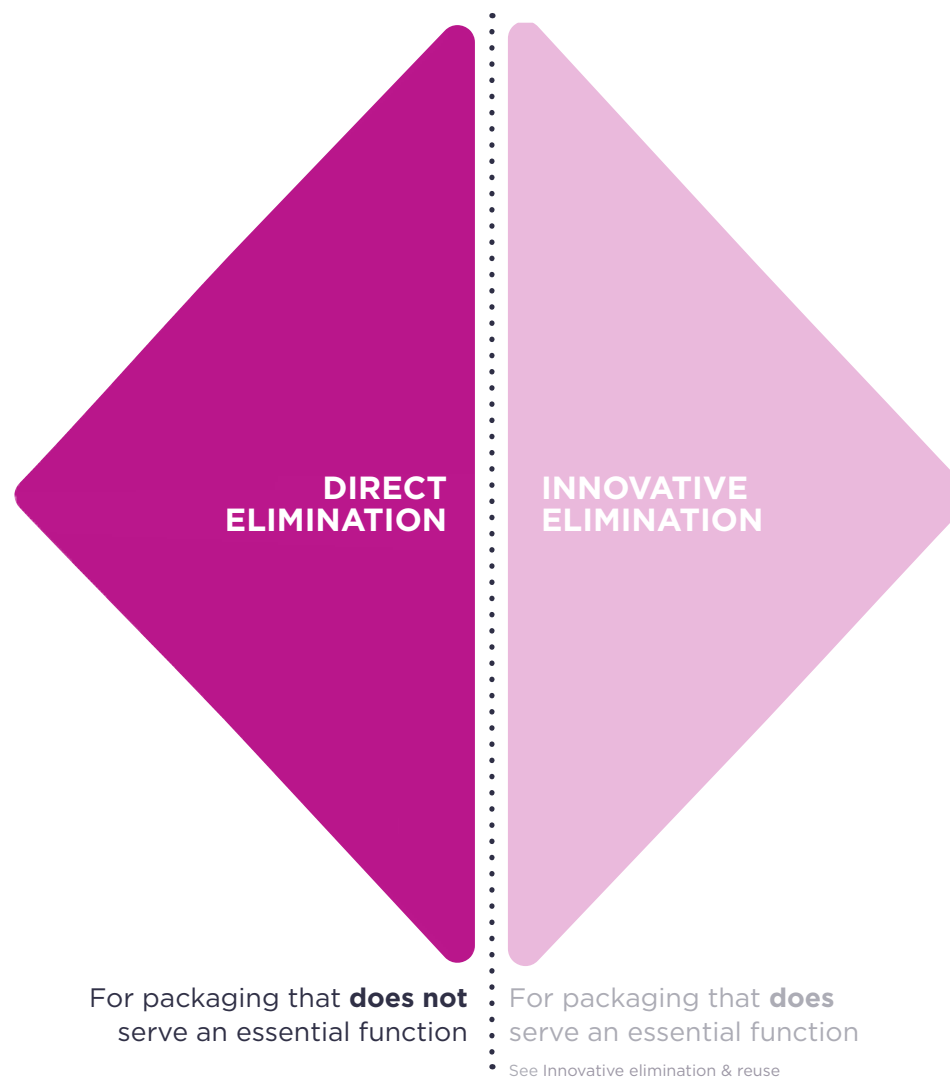 DIRECT
ELIMINATION
INNOVATIVE
ELIMINATION
For packaging that does not
serve an essential function
For packaging that does
serve an essential function
See Innovative elimination & reuse